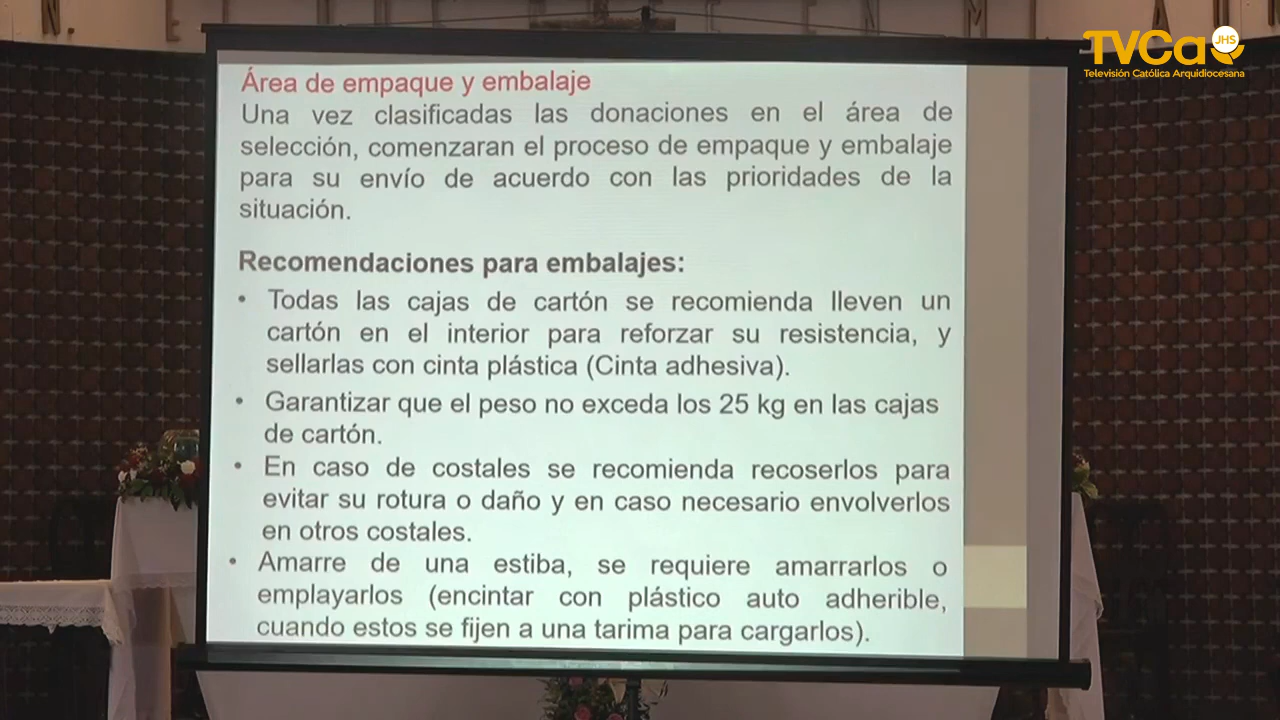 TVCa
JHS
Televisión Católica Arquidiocesana
Área de empaque y embalaje
Una vez clasificadas las donaciones en el área de
selección, comenzaran el proceso de empaque y embalaje
para su envío de acuerdo con las prioridades de la
situación.
Recomendaciones para embalajes:
• Todas las cajas de cartón se recomienda lleven un
cartón en el interior para reforzar su resistencia, y
sellarlas con cinta plástica (Cinta adhesiva).
• Garantizar que el peso no exceda los 25 kg en las cajas
de cartón.
• En caso de costales se recomienda recoserlos para
evitar su rotura o daño y en caso necesario envolverlos
en otros costales.
• Amarre de una estiba, se requiere amarrarlos o
emplayarlos (encintar con plástico auto adherible,
cuando estos se fijen a una tarima para cargarlos).